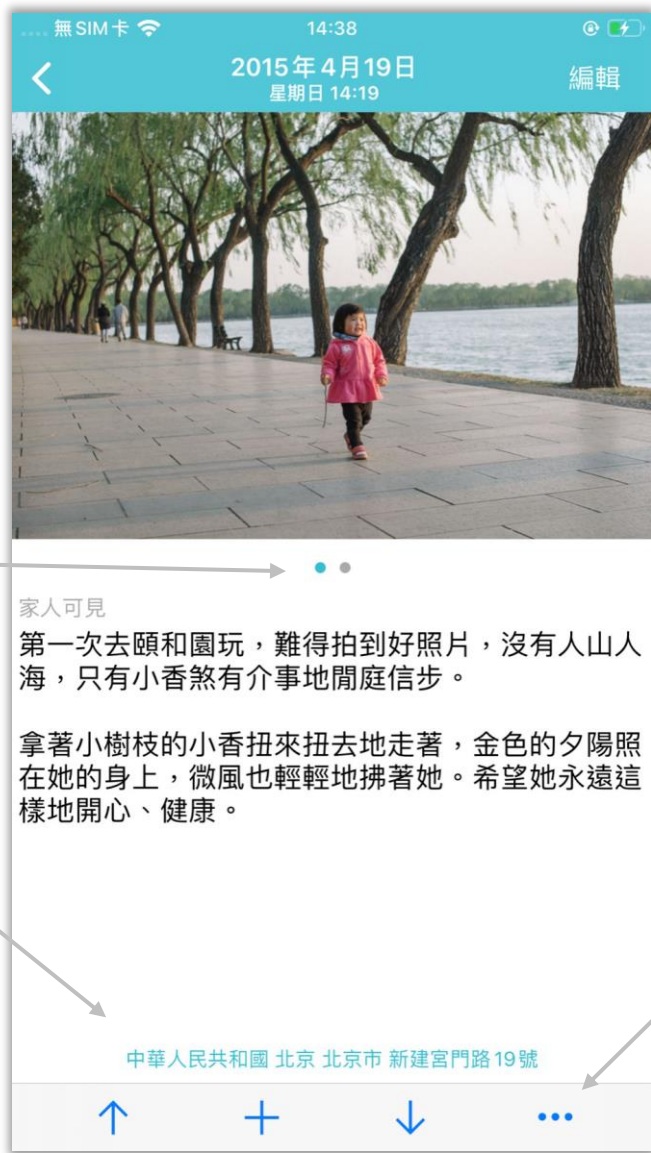 無SIM卡 14:38
2015年4月19日
星期日 14:19
編輯
家人可見
第一次去頤和園玩，難得拍到好照片，沒有人山人
海，只有小香煞有介事地閒庭信步。
拿著小樹枝的小香扭來扭去地走著，金色的夕陽照
在她的身上，微風也輕輕地拂著她。希望她永遠這
樣地開心、健康。
中華人民共和國 北京 北京市 新建宮門路19號